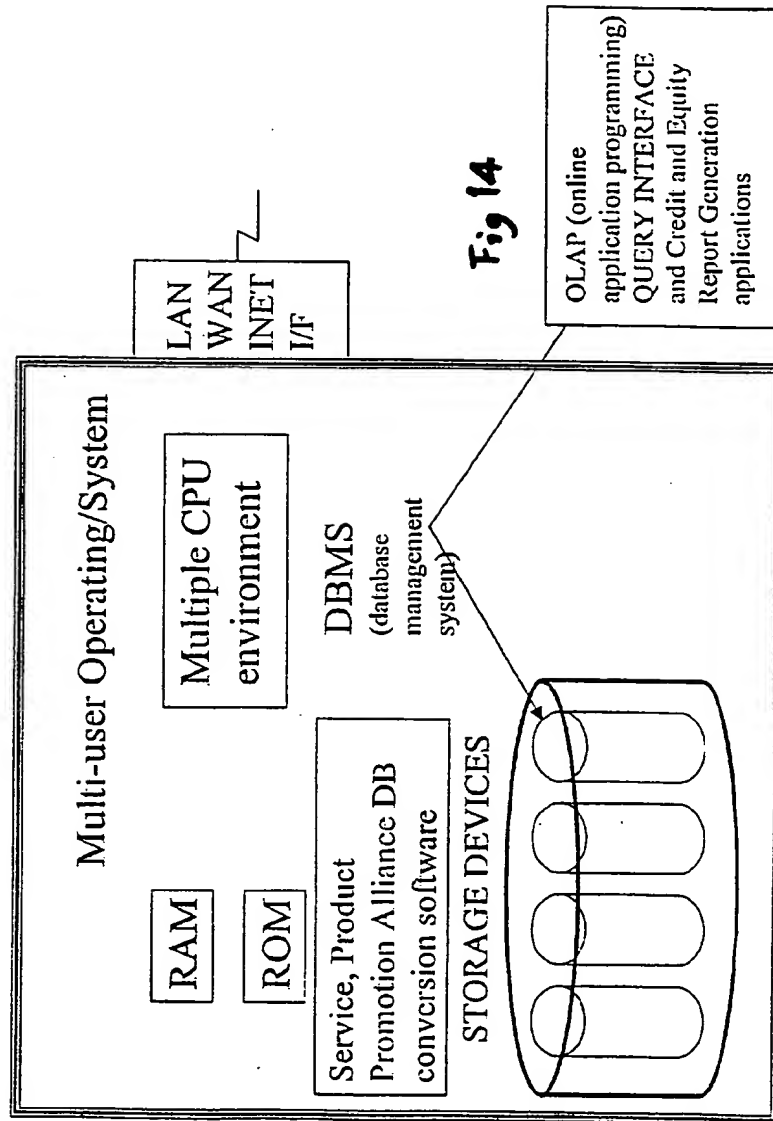 Multi-user Operating/System
RAM
ROM
Multiple CPU
environment
LAN
WAN
INET
I/F
Service, Product
Promotion Alliance DB
conversion software
DBMS
(database
management
system)
STORAGE DEVICES
Fig 14
OLAP (online
application programming)
QUERY INTERFACE
and Credit and Equity
Report Generation
applications